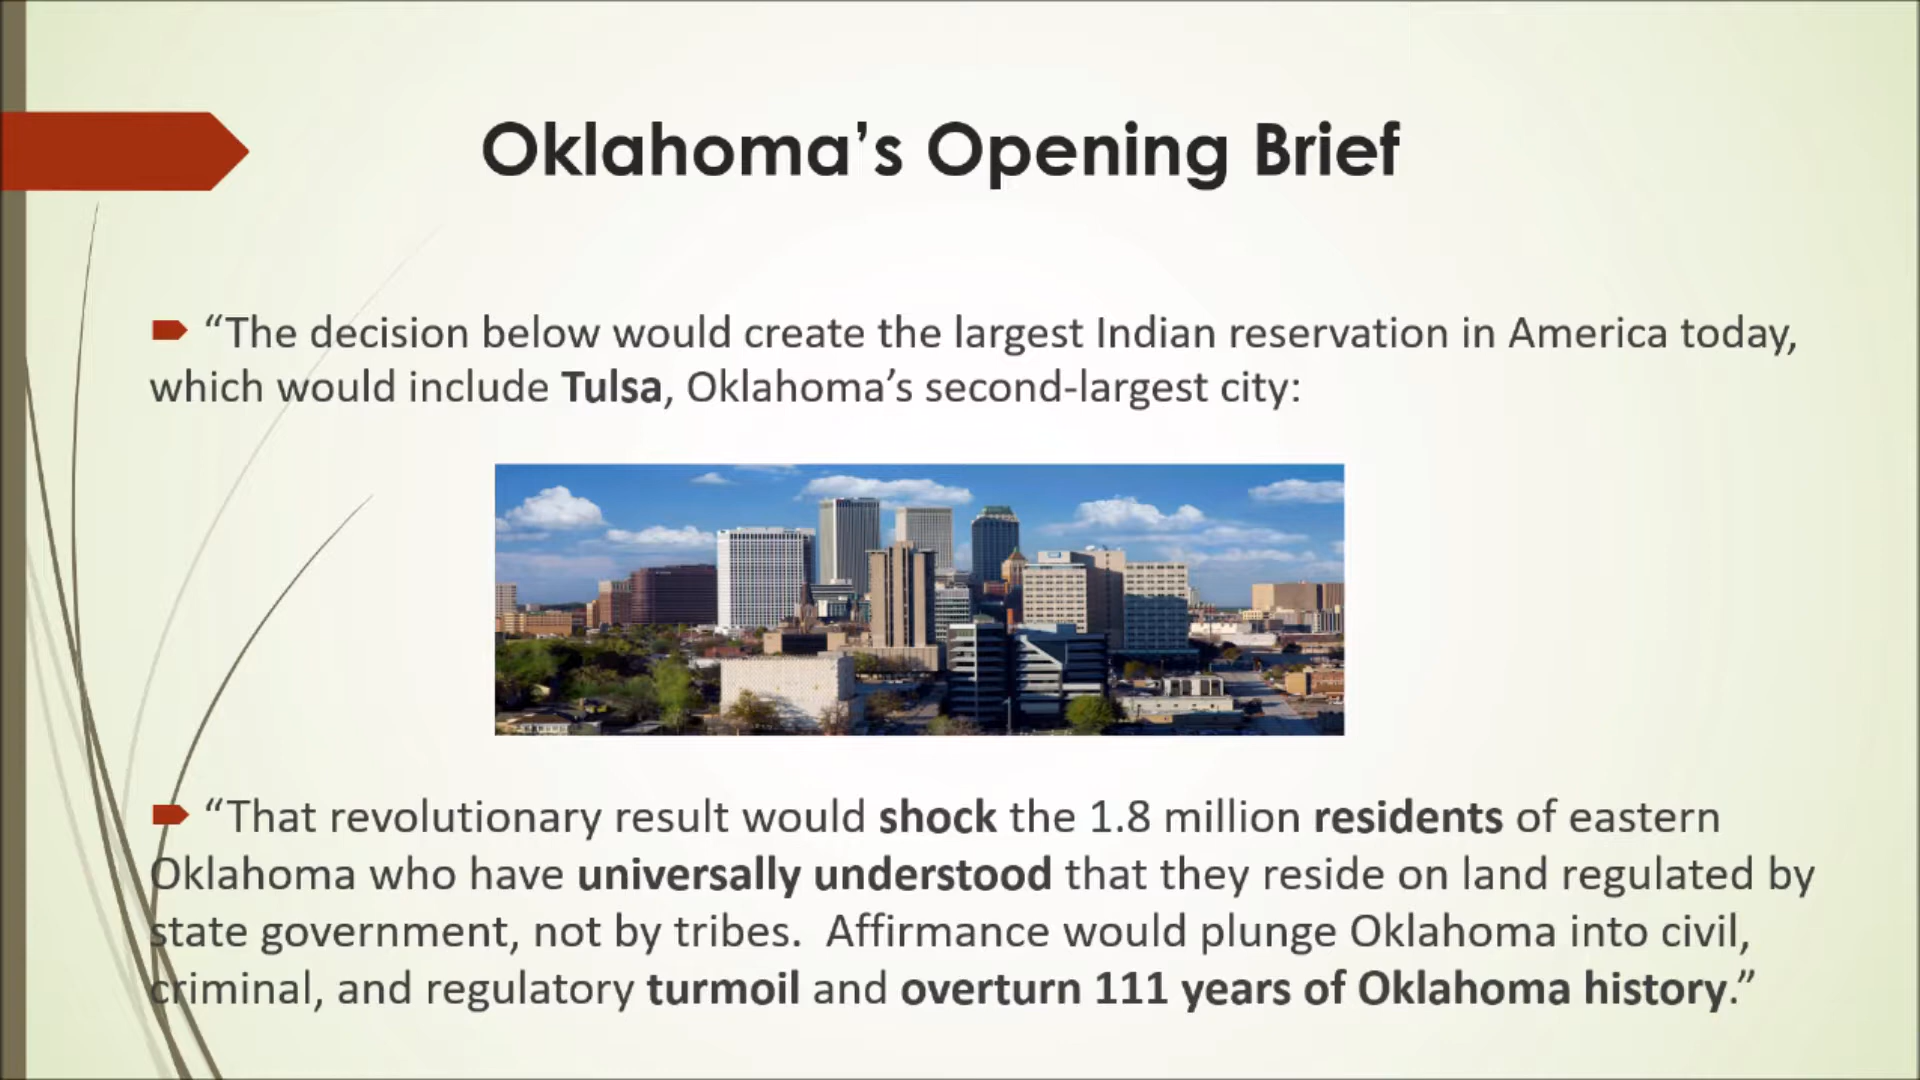 Oklahoma’s Opening Brief
“The decision below would create the largest Indian reservation in America today,
which would include Tulsa, Oklahoma’s second-largest city:
“That revolutionary result would shock the 1.8 million residents of eastern
Oklahoma who have universally understood that they reside on land regulated by
state government, not by tribes.  Affirmance would plunge Oklahoma into civil,
criminal, and regulatory turmoil and overturn 111 years of Oklahoma history.”